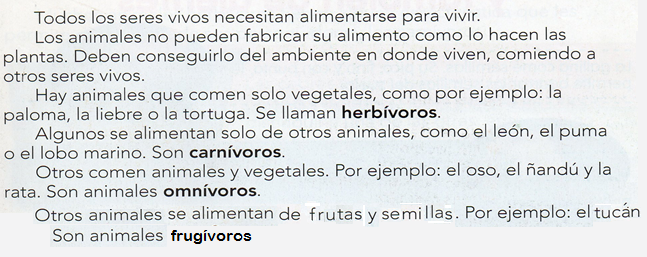 Todos los seres vivos necesitan alimentarse para vivir.
Los animales no pueden fabricar su alimento como lo hacen las
plantas. Deben conseguirlo del ambiente en donde viven, comiendo a
otros seres vivos.
Hay animales que comen solo vegetales, como por ejemplo: la
paloma, la liebre o la tortuga. Se llaman herbívoros.
Algunos se alimentan solo de otros animales, como el león, el puma
o el lobo marino. Son carnívoros.
Otros comen animales y vegetales. Por ejemplo: el oso, el ñandú y la
rata. Son animales omnívoros.
Otros animales se alimentan de frutas y semillas. Por ejemplo: el tucán
Son animales frugívoros